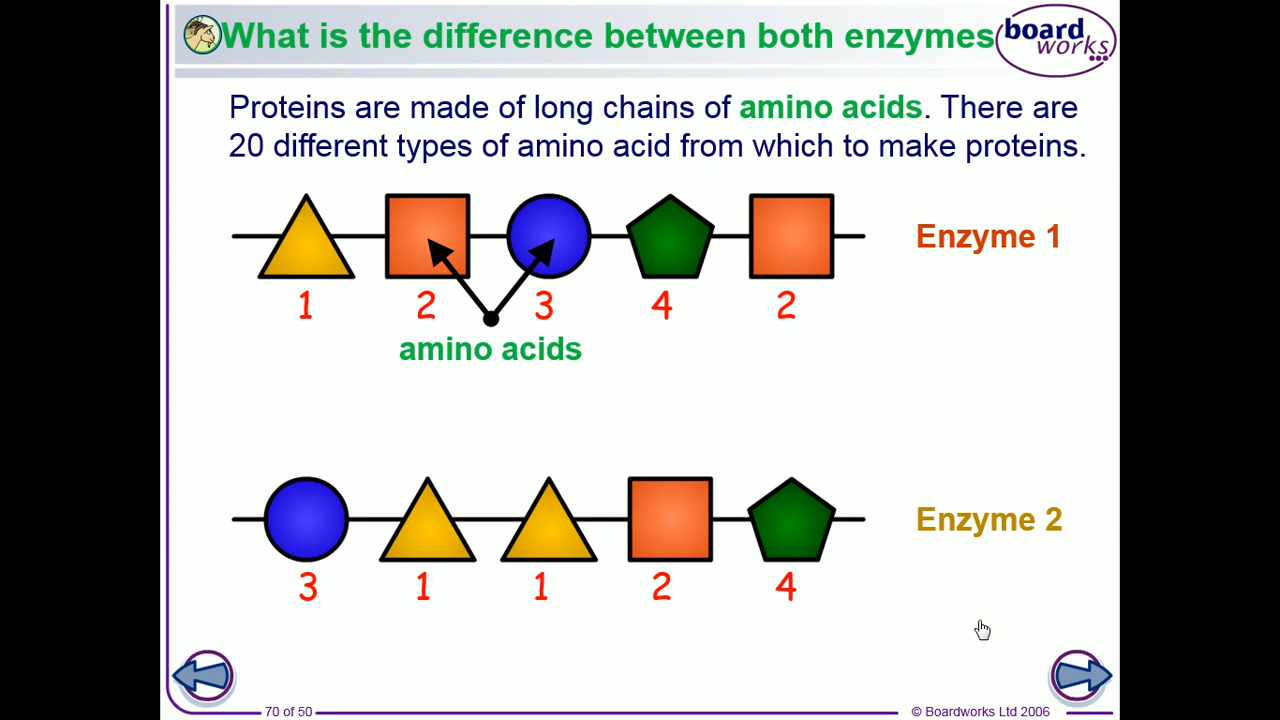 What is the difference between both enzymes
board
works
Proteins are made of long chains of amino acids. There are
20 different types of amino acid from which to make proteins.
Enzyme 1
1 2 3 4 2
amino acids
Enzyme 2
3 1 1 2 4
70 of 50
© Boardworks Ltd 2006